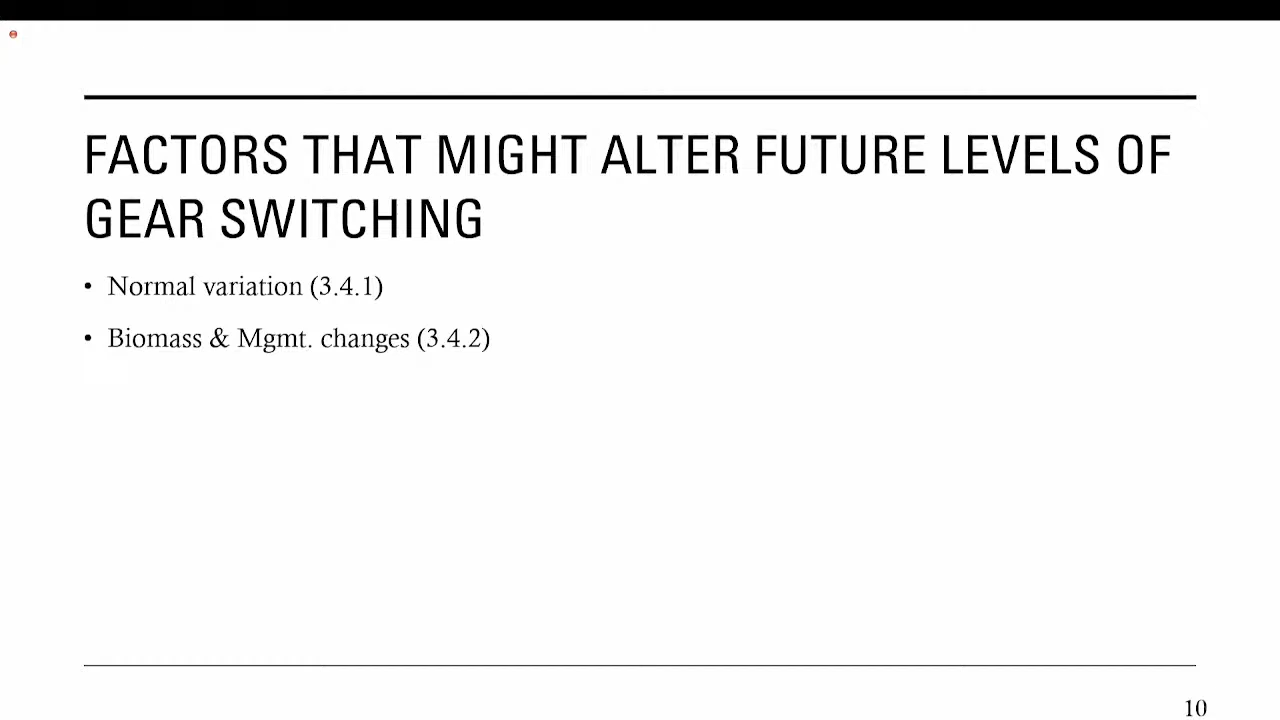 FACTORS THAT MIGHT ALTER FUTURE LEVELS OF
GEAR SWITCHING
• Normal variation (3.4.1)
• Biomass & Mgmt. changes (3.4.2)
10